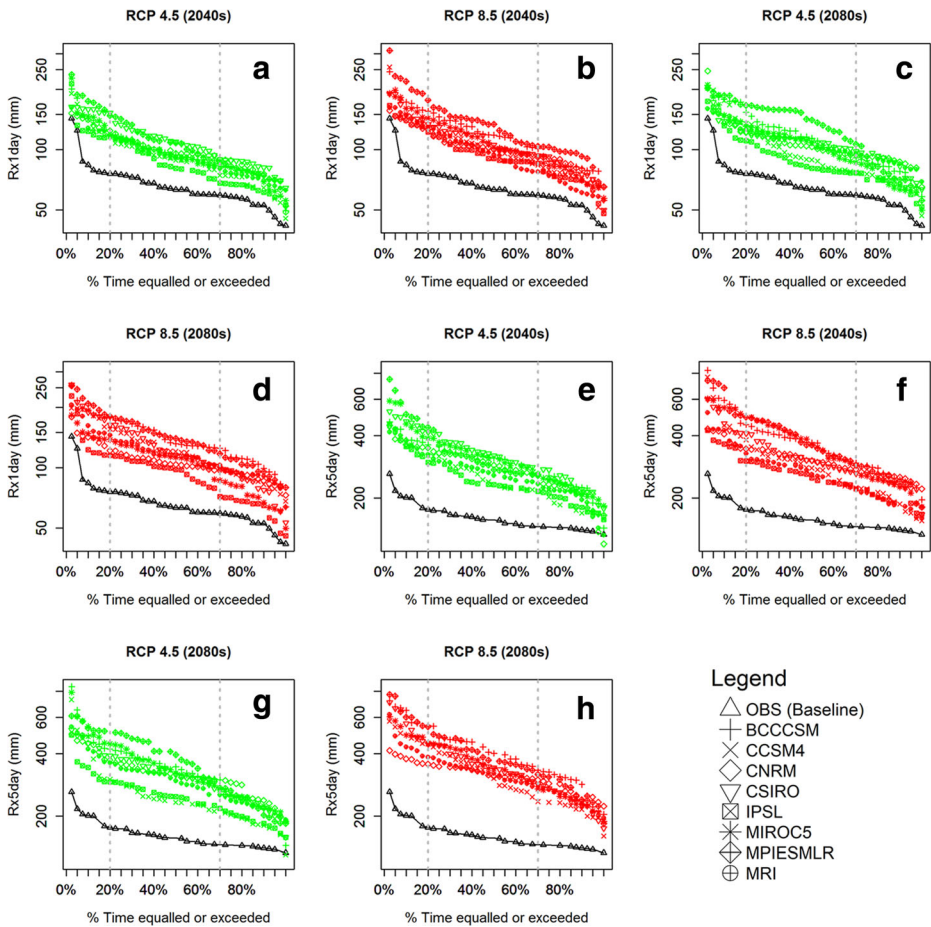 RCP 4.5 (2040s)
a
Rx1day (mm)
250
150
100
50
0% 20% 40% 60% 80%
% Time equalled or exceeded
RCP 8.5 (2040s)
b
Rx1day (mm)
250
150
100
50
0% 20% 40% 60% 80%
% Time equalled or exceeded
RCP 4.5 (2080s)
c
Rx1day (mm)
250
150
100
50
0% 20% 40% 60% 80%
% Time equalled or exceeded
RCP 8.5 (2080s)
d
Rx1day (mm)
250
150
100
50
0% 20% 40% 60% 80%
% Time equalled or exceeded
RCP 4.5 (2040s)
e
Rx5day (mm)
600
400
200
0% 20% 40% 60% 80%
% Time equalled or exceeded
RCP 8.5 (2040s)
f
Rx5day (mm)
600
400
200
0% 20% 40% 60% 80%
% Time equalled or exceeded
RCP 4.5 (2080s)
g
Rx5day (mm)
600
400
200
0% 20% 40% 60% 80%
% Time equalled or exceeded
RCP 8.5 (2080s)
h
Rx5day (mm)
600
400
200
0% 20% 40% 60% 80%
% Time equalled or exceeded
Legend
OBS (Baseline)
BCCCSM
CCSM4
CNRM
CSIRO
IPSL
MIROC5
MPIESMLR
MRI